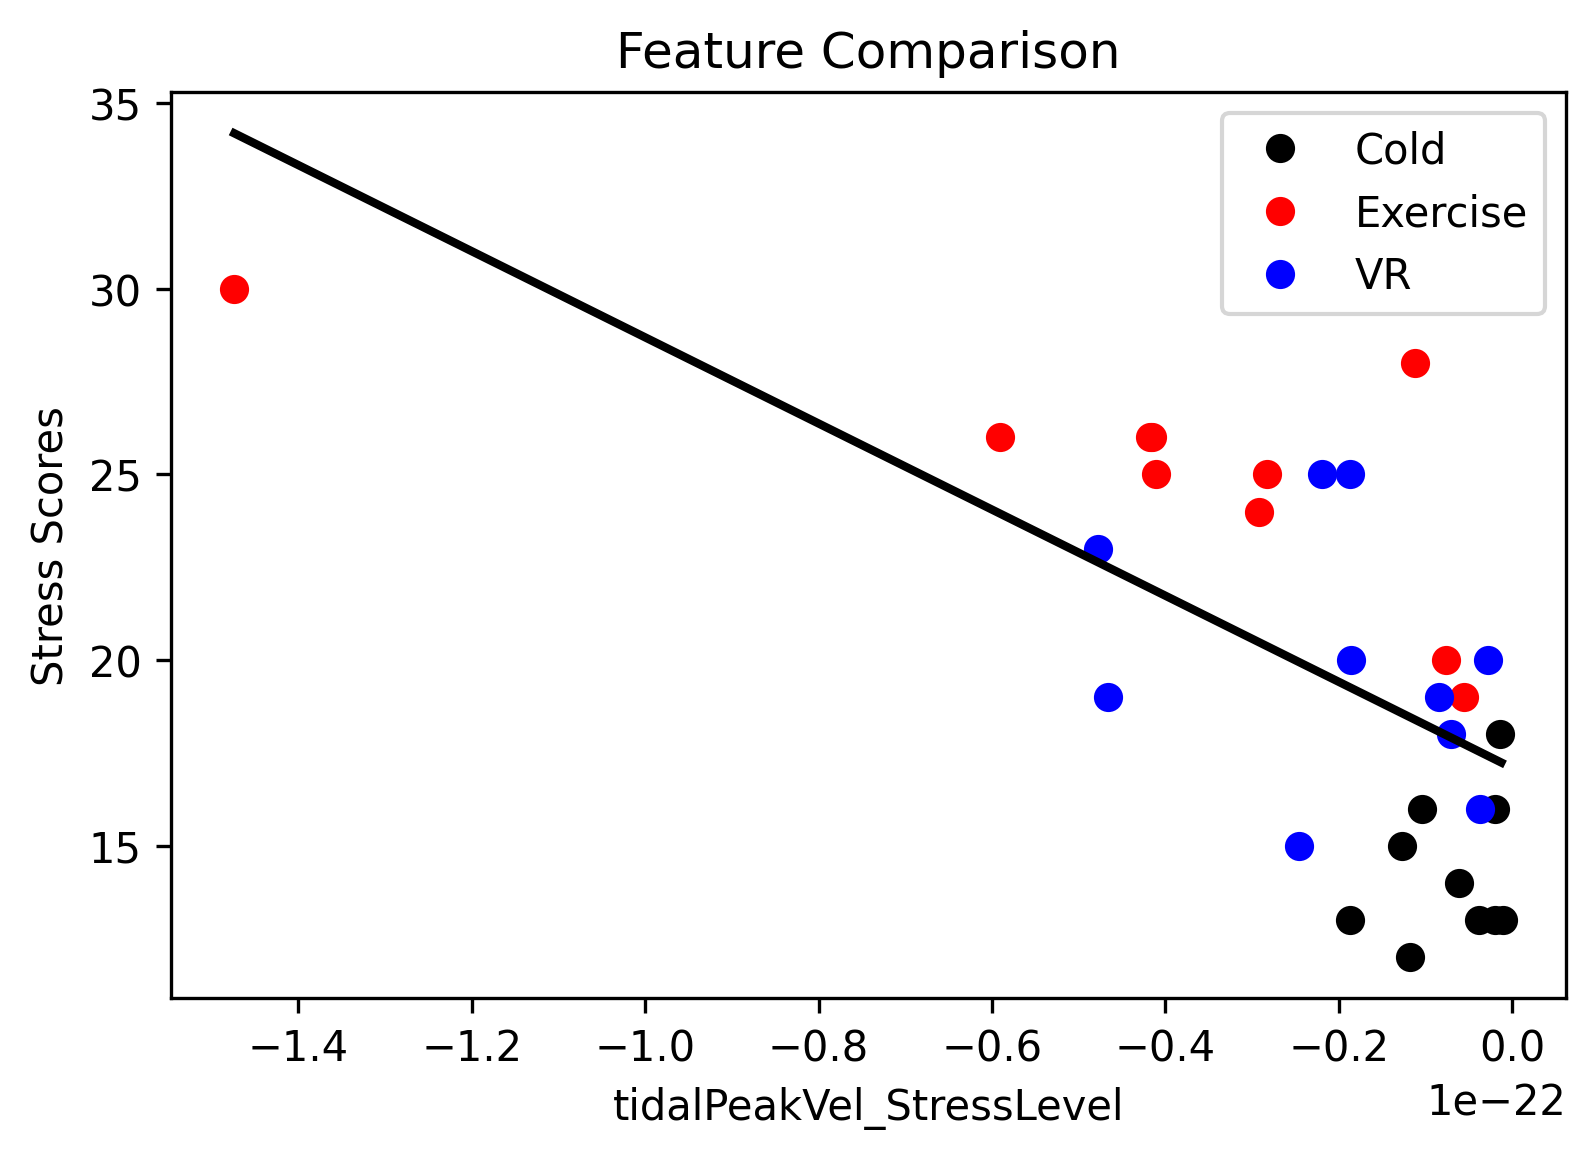 Feature Comparison
Cold
Exercise
VR
Stress Scores
35
30
25
20
15
−1.4 −1.2 −1.0 −0.8 −0.6 −0.4 −0.2 0.0
1e−22
tidalPeakVel_StressLevel